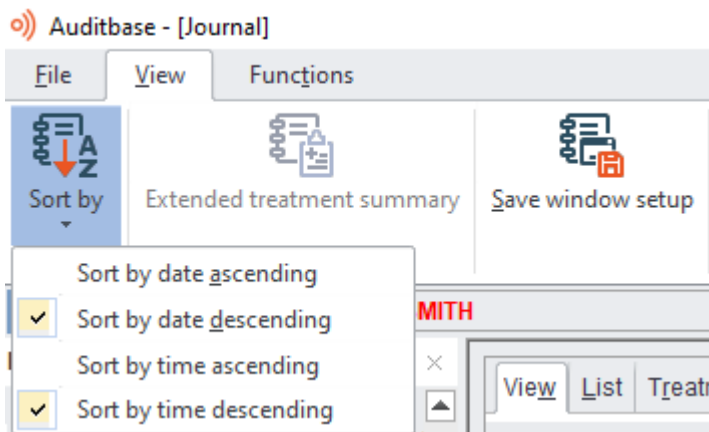 Auditbase - [Journal]
File View Functions
A
Z
Sort by Extended treatment summary Save window setup
Sort by date ascending
Sort by date descending
MITH
Sort by time ascending
Sort by time descending
View List Treatr